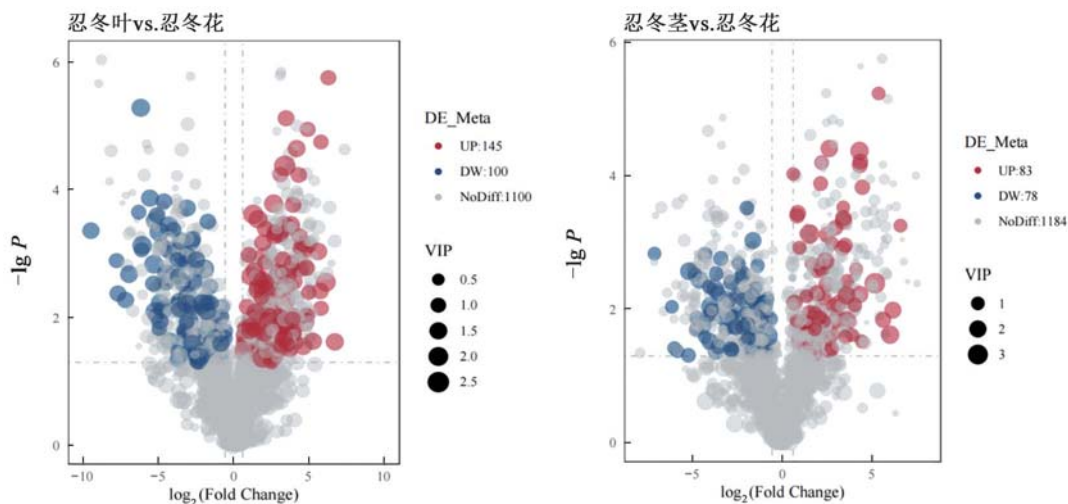 忍冬叶vs.忍冬花
−lg P
6
4
2
0
−10
−5
0
5
10
log₂(Fold Change)
DE_Meta
UP:145
DW:100
NoDiff:1100
VIP
0.5
1.0
1.5
2.0
2.5
忍冬茎vs.忍冬花
−lg P
6
4
2
0
−5
0
5
log₂(Fold Change)
DE_Meta
UP:83
DW:78
NoDiff:1184
VIP
1
2
3